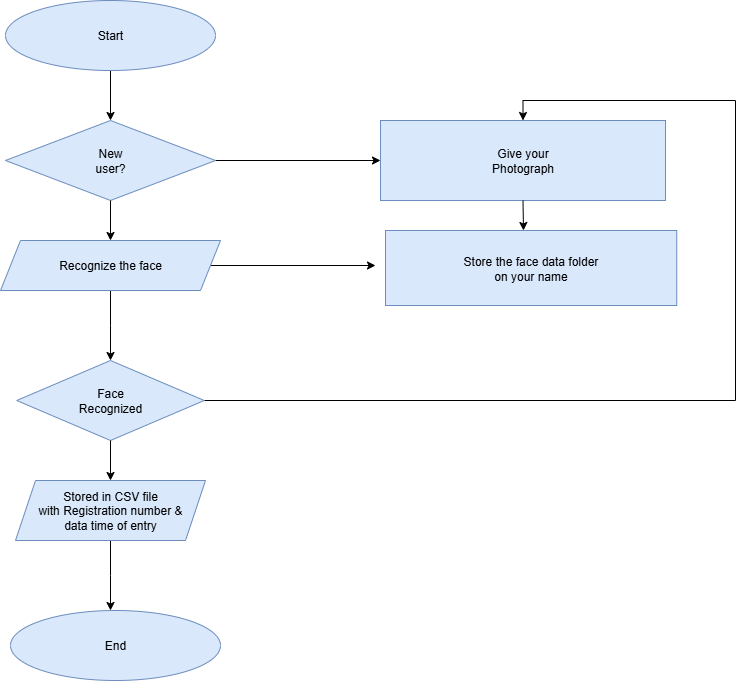 Start
New
user?
Give your
Photograph
Recognize the face
Store the face data folder
on your name
Face
Recognized
Stored in CSV file
with Registration number &
data time of entry
End